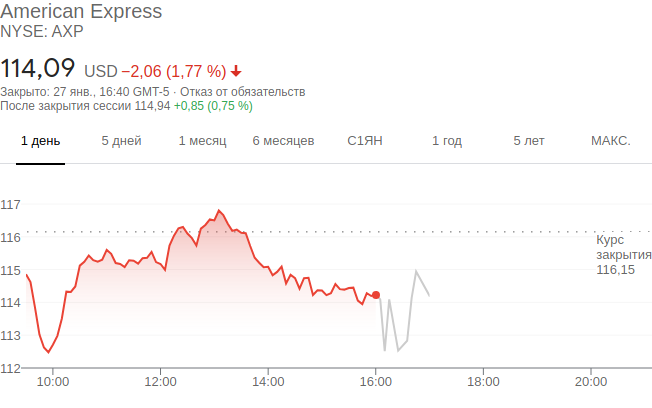 American Express
NYSE: AXP
114,09 USD −2,06 (1,77 %)
Закрыто: 27 янв., 16:40 GMT-5 · Отказ от обязательств
После закрытия сессии 114,94 +0,85 (0,75 %)
1 день 5 дней 1 месяц 6 месяцев С1ЯН 1 год 5 лет МАКС.
117
116
Курс
закрытия
116,15
115
114
113
112
10:00 12:00 14:00 16:00 18:00 20:00